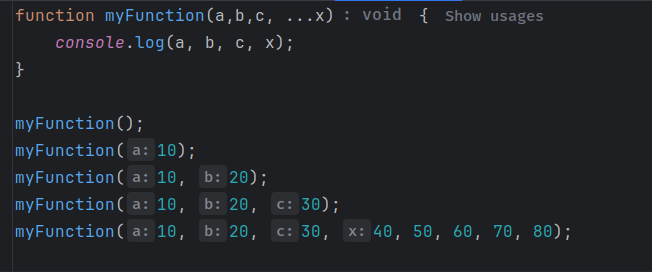 function myFunction(a,b,c, ...x) : void { Show usages
    console.log(a, b, c, x);
}
myFunction();
myFunction( a: 10);
myFunction( a: 10, b: 20);
myFunction( a: 10, b: 20, c: 30);
myFunction( a: 10, b: 20, c: 30, x: 40, 50, 60, 70, 80);